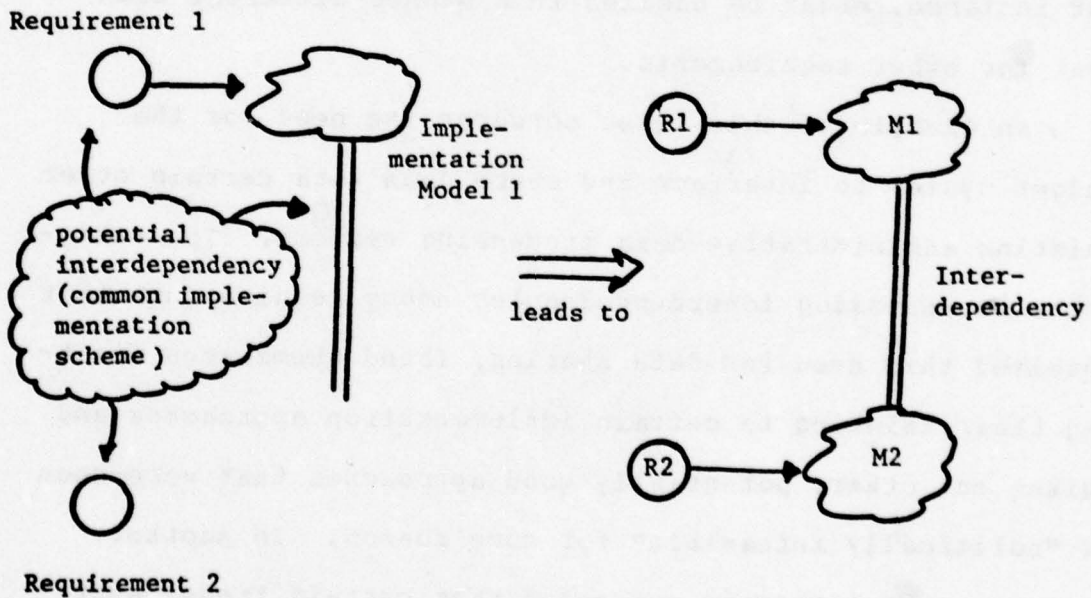 Requirement 1
Imple-
mentation
Model 1
potential
interdependency
(common imple-
mentation
scheme)
Requirement 2
leads to
R1
M1
Inter-
dependency
R2
M2